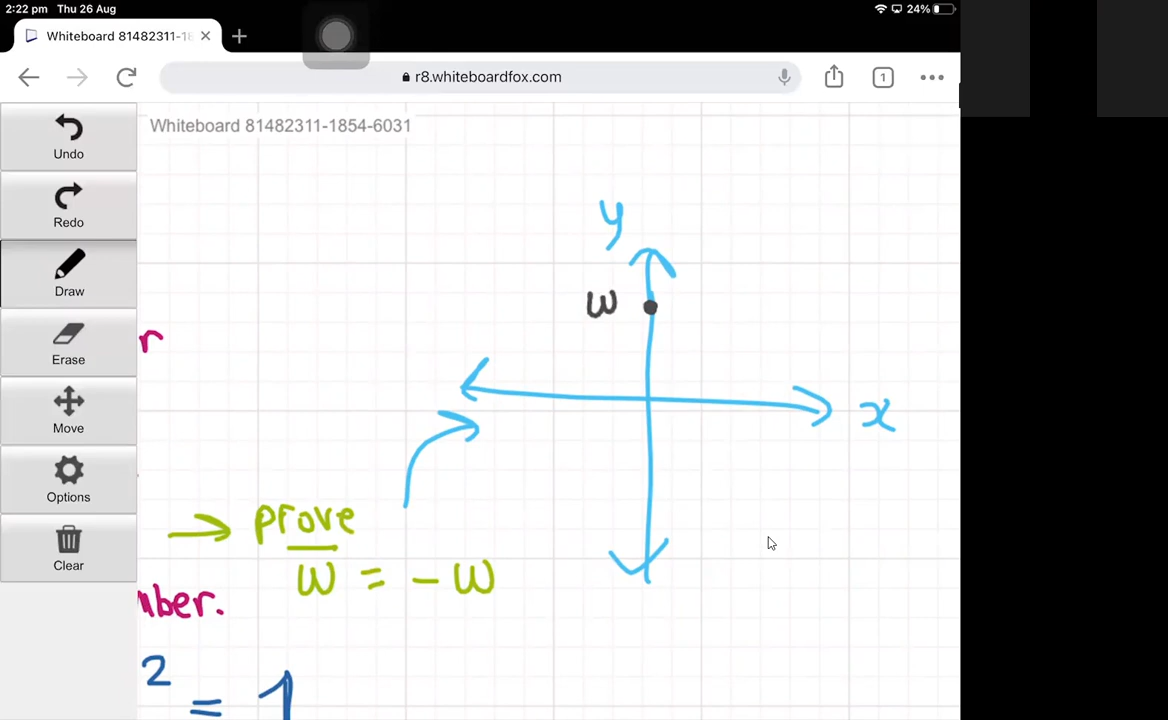 2:22 pm Thu 26 Aug 24%
Whiteboard 81482311-18
r8.whiteboardfox.com 1
Whiteboard 81482311-1854-6031
Undo
Redo
Draw
Erase
Move
Options
Clear
y
w
x
r
prove
w̅ = - w
mber.
2 = 1